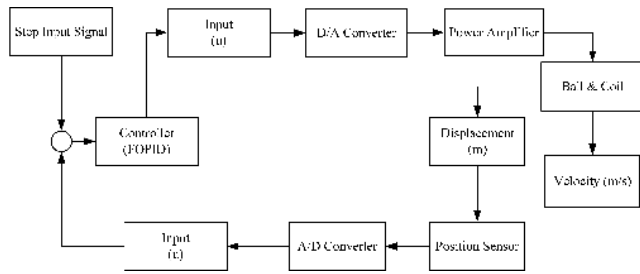 Step Input Signal
Input
(u)
D/A Converter
Power Amplifier
Ball & Coil
Controller
(FOPID)
Displacement
(m)
Velocity (m/s)
Input
A/D Converter
Position Sensor